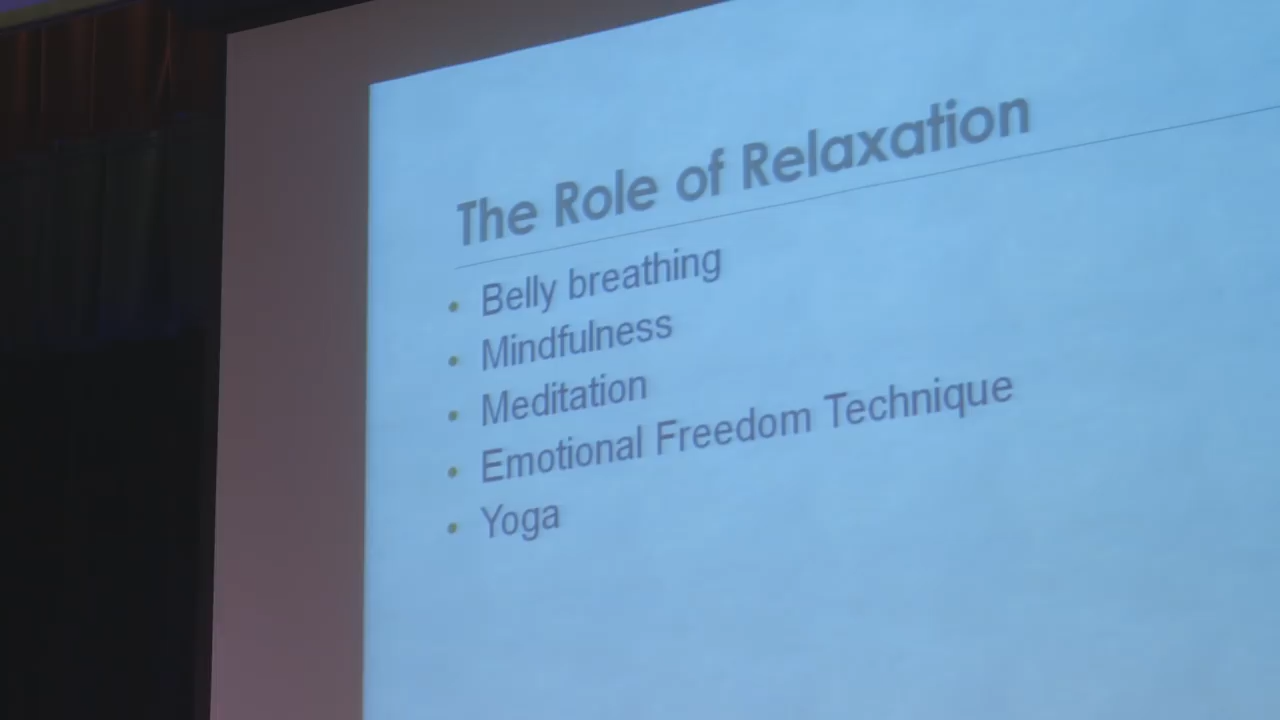 The Role of Relaxation
• Belly breathing
• Mindfulness
• Meditation
• Emotional Freedom Technique
• Yoga